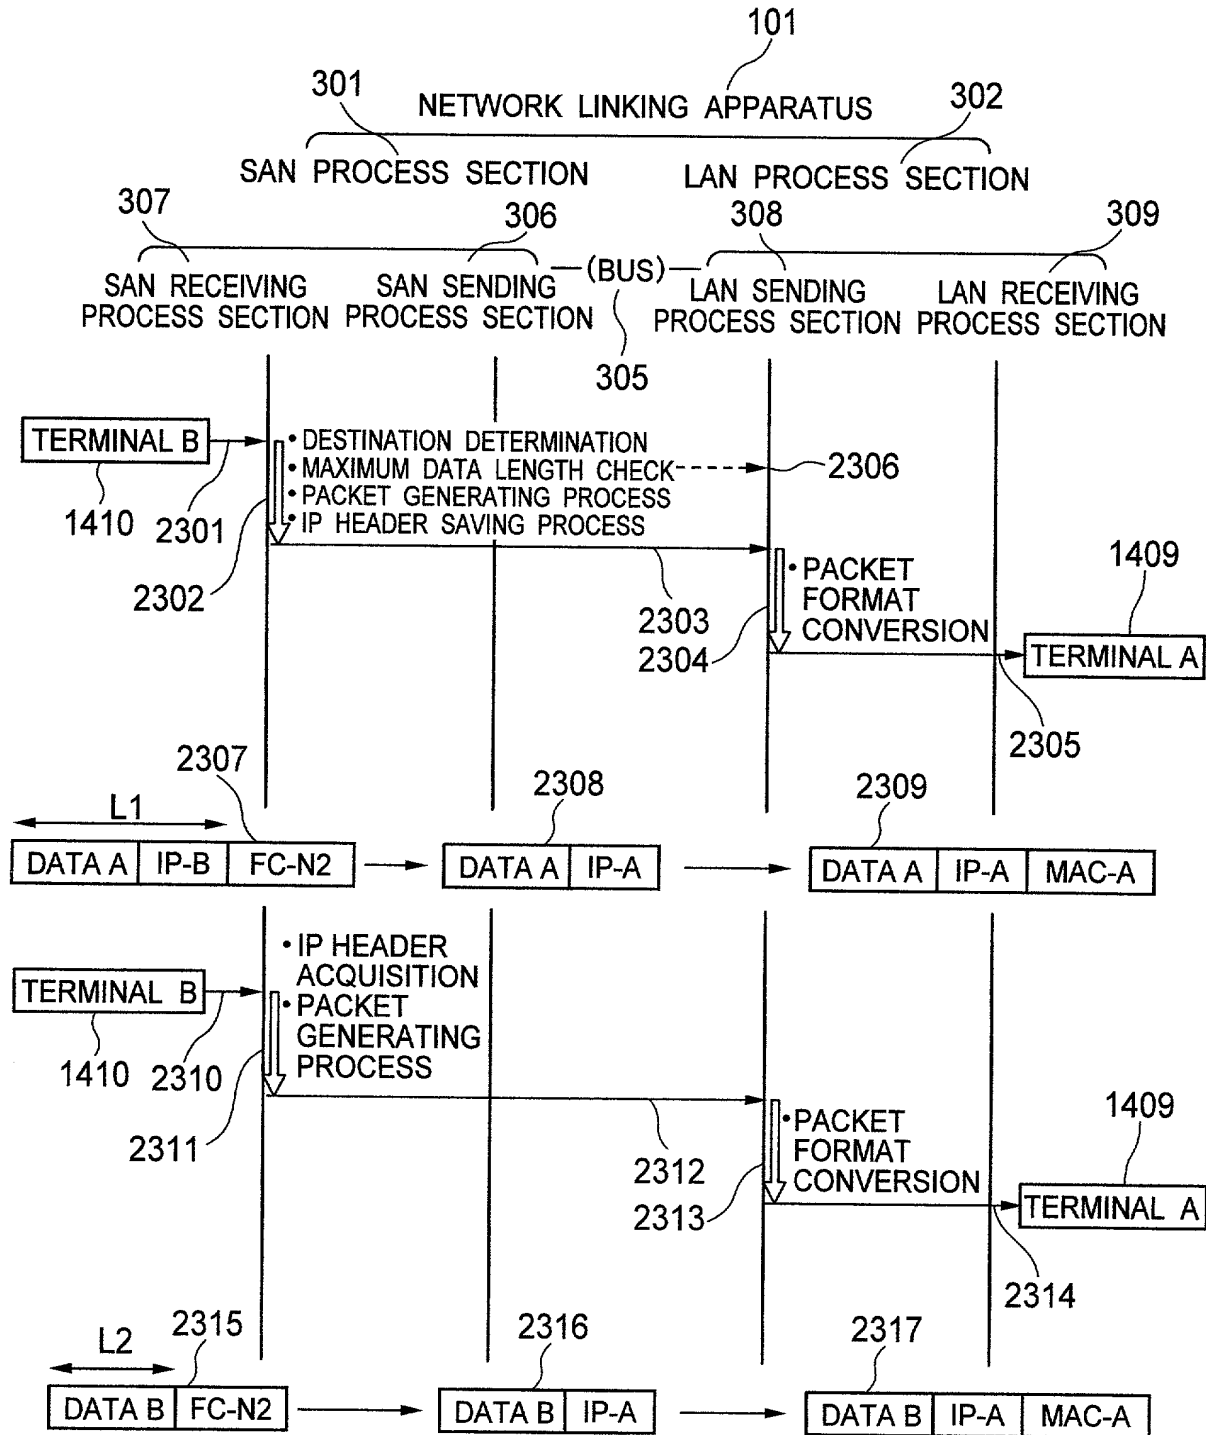 101
301
NETWORK LINKING APPARATUS
302
SAN PROCESS SECTION
LAN PROCESS SECTION
307
306
308
309
(BUS)
SAN RECEIVING
PROCESS SECTION
SAN SENDING
PROCESS SECTION
LAN SENDING
PROCESS SECTION
LAN RECEIVING
PROCESS SECTION
305
TERMINAL B
• DESTINATION DETERMINATION
• MAXIMUM DATA LENGTH CHECK
• PACKET GENERATING PROCESS
• IP HEADER SAVING PROCESS
2306
1410
2301
2302
2303
2304
• PACKET
FORMAT
CONVERSION
1409
TERMINAL A
2305
2307
2308
2309
L1
DATA A IP-B FC-N2
DATA A IP-A
DATA A IP-A MAC-A
• IP HEADER
ACQUISITION
• PACKET
GENERATING
PROCESS
TERMINAL B
1410
2310
2311
2312
2313
• PACKET
FORMAT
CONVERSION
1409
TERMINAL A
2314
L2
2315
2316
2317
DATA B FC-N2
DATA B IP-A
DATA B IP-A MAC-A